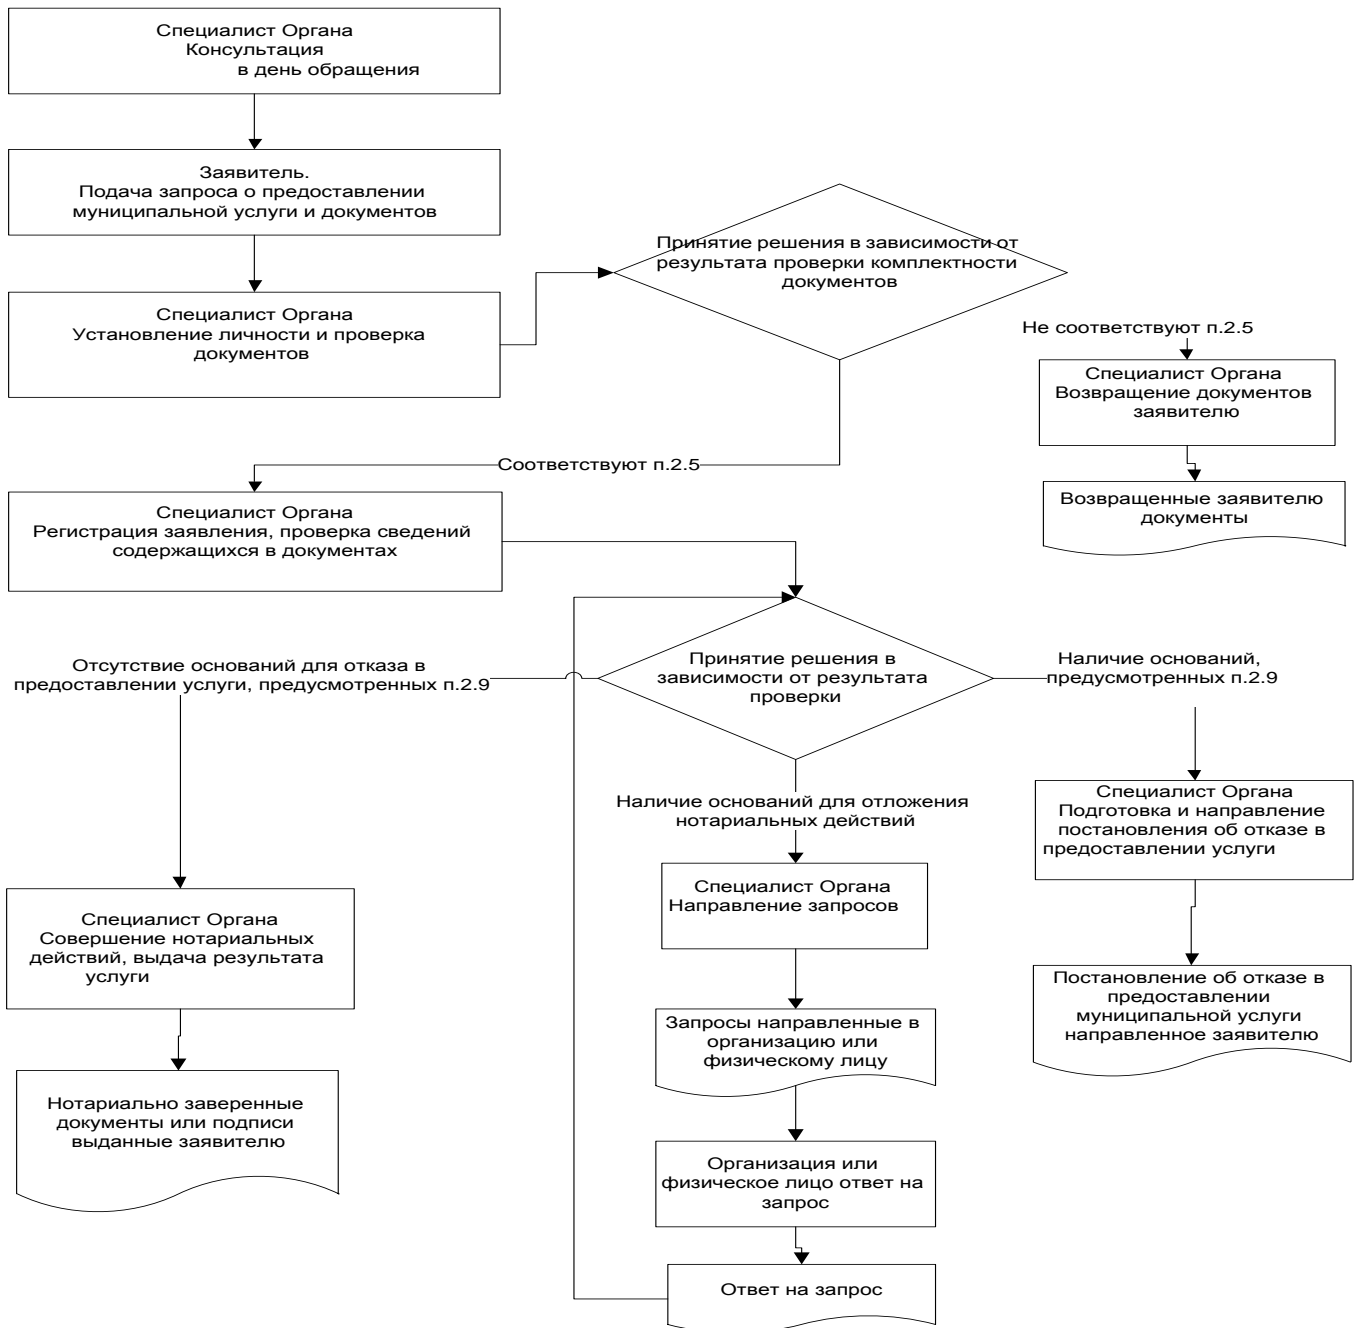 Специалист Органа
Консультация
в день обращения
Заявитель.
Подача запроса о предоставлении
муниципальной услуги и документов
Специалист Органа
Установление личности и проверка
документов
Принятие решения в зависимости от
результата проверки комплектности
документов
Не соответствуют п.2.5
Специалист Органа
Возвращение документов
заявителю
Возвращенные заявителю
документы
Соответствуют п.2.5
Специалист Органа
Регистрация заявления, проверка сведений
содержащихся в документах
Принятие решения в
зависимости от результата
проверки
Отсутствие оснований для отказа в
предоставлении услуги, предусмотренных п.2.9
Наличие оснований,
предусмотренных п.2.9
Наличие оснований для отложения
нотариальных действий
Специалист Органа
Подготовка и направление
постановления об отказе в
предоставлении услуги
Специалист Органа
Направление запросов
Специалист Органа
Совершение нотариальных
действий, выдача результата
услуги
Постановление об отказе в
предоставлении
муниципальной услуги
направленное заявителю
Запросы направленные в
организацию или
физическому лицу
Нотариально заверенные
документы или подписи
выданные заявителю
Организация или
физическое лицо ответ на
запрос
Ответ на запрос